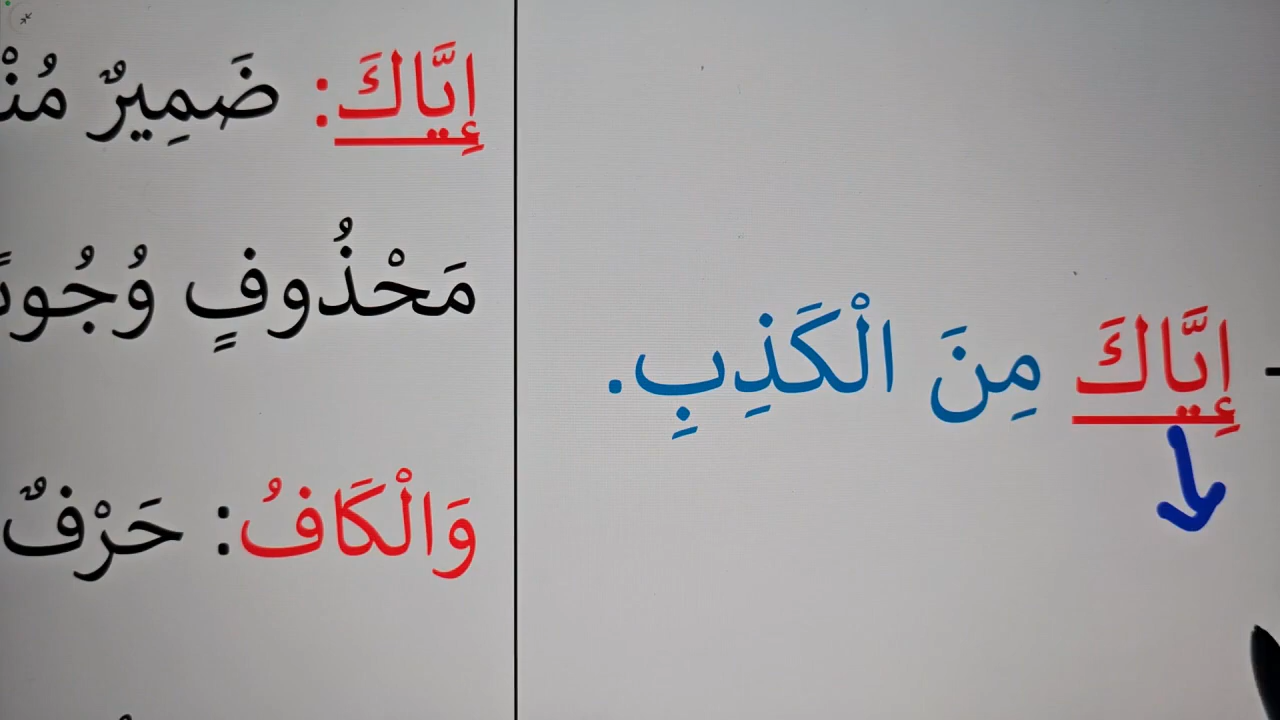 إِيَّاكَ مِنَ الْكَذِبِ.
إِيَّاكَ: ضَمِيرٌ
مَحْذُوفٍ
وَالْكَافُ: حَرْفٌ